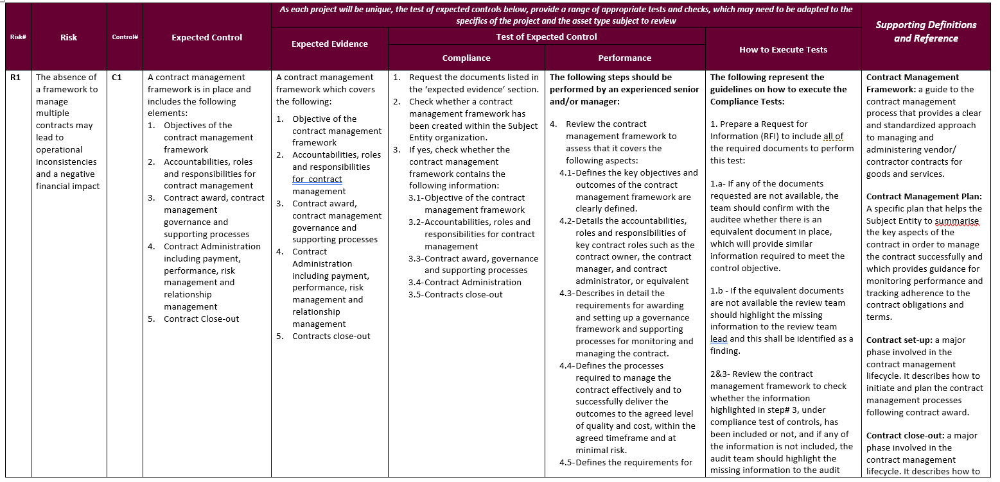 As each project will be unique, the test of expected controls below, provide a range of appropriate tests and checks, which may need to be adapted to the
specifics of the project and the asset type subject to review
Risk#
Risk
Control#
Expected Control
Expected Evidence
Test of Expected Control
Compliance
Performance
How to Execute Tests
Supporting Definitions
and Reference
R1
The absence of
a framework to
manage
multiple
contracts may
lead to
operational
inconsistencies
and a negative
financial impact
C1
A contract management
framework is in place and
includes the following
elements:
1. Objectives of the
contract management
framework
2. Accountabilities, roles
and responsibilities for
contract management
3. Contract award, contract
management
governance and
supporting processes
4. Contract Administration
including payment,
performance, risk
management and
relationship
management
5. Contract Close-out
A contract management
framework which covers
the following:
1. Objective of the
contract management
framework
2. Accountabilities, roles
and responsibilities
for contract
management
3. Contract award,
contract management
governance and
supporting processes
4. Contract
Administration
including payment,
performance, risk
management and
relationship
management
5. Contracts close-out
1. Request the documents listed in
the ‘expected evidence’ section.
2. Check whether a contract
management framework has
been created within the Subject
Entity organization.
3. If yes, check whether the
contract management
framework contains the
following information:
3.1-Objective of the contract
management framework
3.2-Accountabilities, roles and
responsibilities for contract
management
3.3-Contract award, governance
and supporting processes
3.4-Contract Administration
3.5-Contracts close-out
The following steps should be
performed by an experienced senior
and/or manager:
4. Review the contract
management framework to
assess that it covers the
following aspects:
4.1-Defines the key objectives and
outcomes of the contract
management framework are
clearly defined.
4.2-Details the accountabilities,
roles and responsibilities of
key contract roles such as the
contract owner, the contract
manager, and contract
administrator, or equivalent
4.3-Describes in detail the
requirements for awarding
and setting up a governance
framework and supporting
processes for monitoring and
managing the contract.
4.4-Defines the processes
required to manage the
contract effectively and to
successfully deliver the
outcomes to the agreed level
of quality and cost, within the
agreed timeframe and at
minimal risk.
4.5-Defines the requirements for
The following represent the
guidelines on how to execute the
Compliance Tests:
1. Prepare a Request for
Information (RFI) to include all of
the required documents to perform
this test:
1.a- If any of the documents
requested are not available, the
team should confirm with the
auditee whether there is an
equivalent document in place,
which will provide similar
information required to meet the
control objective.
1.b - If the equivalent documents
are not available the review team
should highlight the missing
information to the review team
lead and this shall be identified as a
finding.
2&3- Review the contract
management framework to check
whether the information
highlighted in step# 3, under
compliance test of controls, has
been included or not, and if any of
the information is not included, the
audit team should highlight the
missing information to the audit
Contract Management
Framework: a guide to the
contract management
process that provides a clear
and standardized approach
to managing and
administering vendor/
contractor contracts for
goods and services.
Contract Management Plan:
A specific plan that helps the
Subject Entity to summarise
the key aspects of the
contract in order to manage
the contract successfully and
which provides guidance for
monitoring performance and
tracking adherence to the
contract obligations and
terms.
Contract set-up: a major
phase involved in the
contract management
lifecycle. It describes how to
initiate and plan the contract
management processes
following contract award.
Contract close-out: a major
phase involved in the
contract management
lifecycle. It describes how to